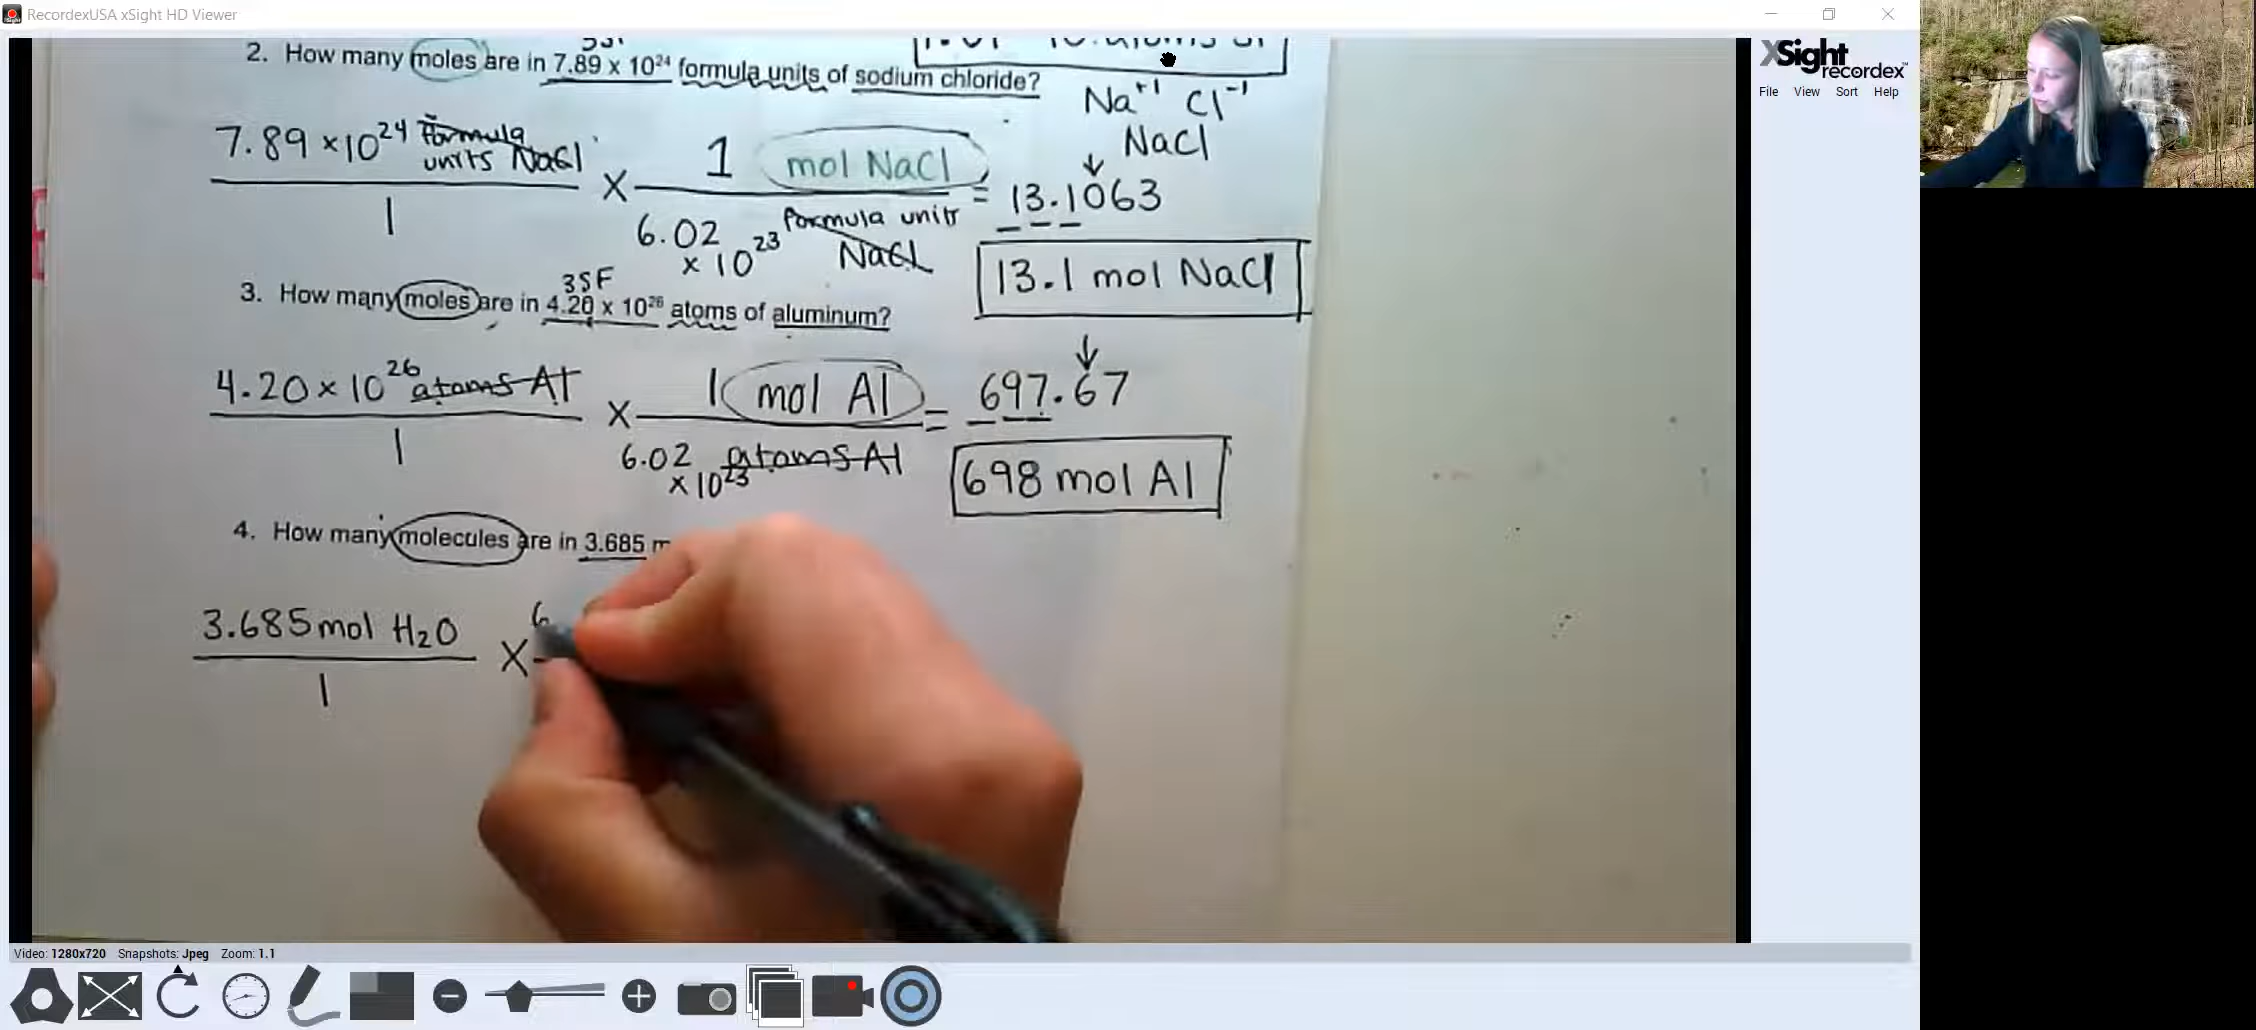 RecordexUSA xSight HD Viewer
XSight
recordex
File View Sort Help
2. How many moles are in 7.89 x 10²⁴ formula units of sodium chloride?
Na⁺¹ Cl⁻¹
NaCl
7.89 × 10²⁴ Formula units NaCl
1
×
1 mol NaCl
6.02 × 10²³ formula units NaCl
= 13.1063
13.1 mol NaCl
3SF
3. How many moles are in 4.20 x 10²⁶ atoms of aluminum?
4.20 × 10²⁶ atoms Al
1
×
1 mol Al
6.02 × 10²³ atoms Al
= 697.67
698 mol Al
4. How many molecules are in 3.685
3.685 mol H₂O
1
×
6
Video: 1280x720 Snapshots: Jpeg Zoom: 1.1